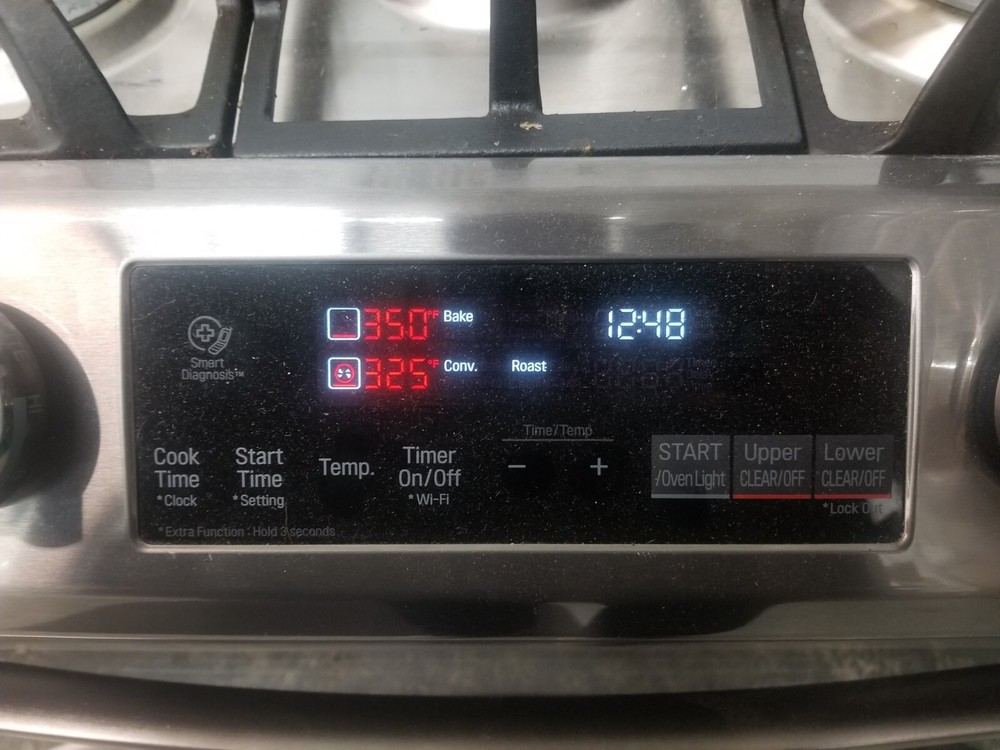 350°F Bake 12:48
325°F Conv. Roast
Smart
Diagnosis™
Time/Temp
Cook
Time
*Clock
Start
Time
*Setting
Temp.
Timer
On/Off
*Wi-Fi
− +
START
/Oven Light
Upper
CLEAR/OFF
Lower
CLEAR/OFF
*Lock Out
*Extra Function : Hold 3 seconds